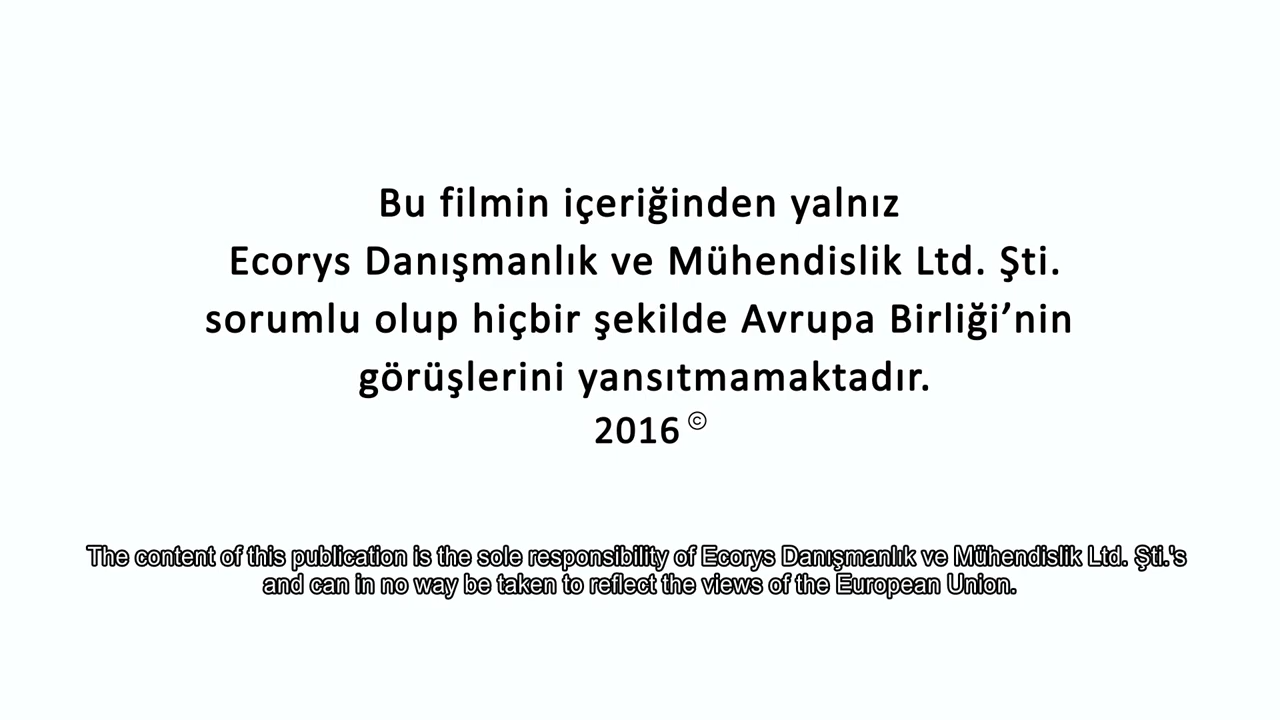 Bu filmin içeriğinden yalnız
Ecorys Danışmanlık ve Mühendislik Ltd. Şti.
sorumlu olup hiçbir şekilde Avrupa Birliği’nin
görüşlerini yansıtmamaktadır.
2016 ©
The content of this publication is the sole responsibility of Ecorys Danışmanlık ve Mühendislik Ltd. Şti.'s
and can in no way be taken to reflect the views of the European Union.